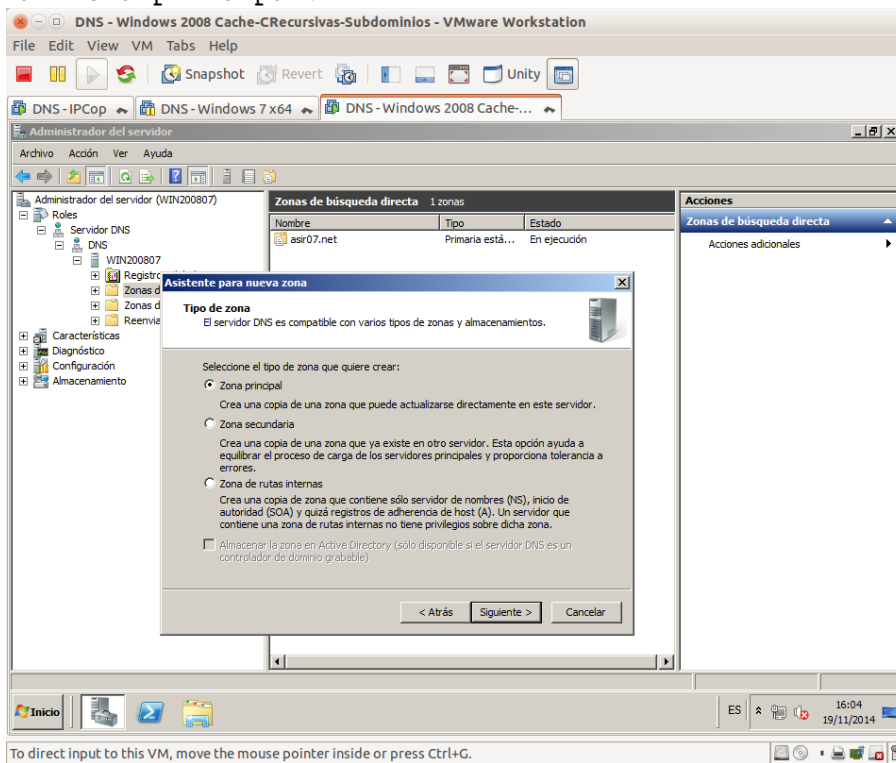 DNS - Windows 2008 Cache-CRecursivas-Subdominios - VMware Workstation
File Edit View VM Tabs Help
Snapshot Revert Unity
DNS - IPCop DNS - Windows 7 x64 DNS - Windows 2008 Cache-...
Administrador del servidor
Archivo Acción Ver Ayuda
Administrador del servidor (WIN200807)
Roles
Servidor DNS
DNS
WIN200807
Registro
Zonas d
Zonas d
Reenvia
Características
Diagnóstico
Configuración
Almacenamiento
Zonas de búsqueda directa 1 zonas
Nombre Tipo Estado
asir07.net Primaria está... En ejecución
Acciones
Zonas de búsqueda directa
Acciones adicionales
Asistente para nueva zona
Tipo de zona
El servidor DNS es compatible con varios tipos de zonas y almacenamientos.
Seleccione el tipo de zona que quiere crear:
Zona principal
Crea una copia de una zona que puede actualizarse directamente en este servidor.
Zona secundaria
Crea una copia de una zona que ya existe en otro servidor. Esta opción ayuda a
equilibrar el proceso de carga de los servidores principales y proporciona tolerancia a
errores.
Zona de rutas internas
Crea una copia de zona que contiene sólo servidor de nombres (NS), inicio de
autoridad (SOA) y quizá registros de adherencia de host (A). Un servidor que
contiene una zona de rutas internas no tiene privilegios sobre dicha zona.
Almacenar la zona en Active Directory (sólo disponible si el servidor DNS es un
controlador de dominio grabable)
< Atrás Siguiente > Cancelar
Inicio
ES
16:04
19/11/2014
To direct input to this VM, move the mouse pointer inside or press Ctrl+G.